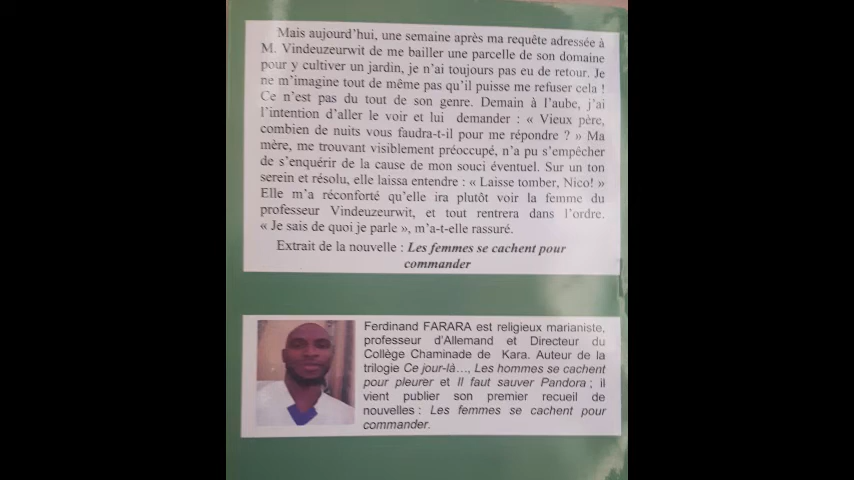 Mais aujourd'hui, une semaine après ma requête adressée à
M. Vindeuzeurwit de me bailler une parcelle de son domaine
pour y cultiver un jardin, je n'ai toujours pas eu de retour. Je
ne m'imagine tout de même pas qu'il puisse me refuser cela !
Ce n'est pas du tout de son genre. Demain à l'aube, j'ai
l'intention d'aller le voir et lui demander : « Vieux père,
combien de nuits vous faudra-t-il pour me répondre ? » Ma
mère, me trouvant visiblement préoccupé, n'a pu s'empêcher
de s'enquérir de la cause de mon souci éventuel. Sur un ton
serein et résolu, elle laissa entendre : « Laisse tomber, Nico! »
Elle m'a réconforté qu'elle ira plutôt voir la femme du
professeur Vindeuzeurwit, et tout rentrera dans l'ordre.
« Je sais de quoi je parle », m'a-t-elle rassuré.
Extrait de la nouvelle : Les femmes se cachent pour
commander
Ferdinand FARARA est religieux marianiste,
professeur d'Allemand et Directeur du
Collège Chaminade de Kara. Auteur de la
trilogie Ce jour-là…, Les hommes se cachent
pour pleurer et Il faut sauver Pandora ; il
vient publier son premier recueil de
nouvelles : Les femmes se cachent pour
commander.